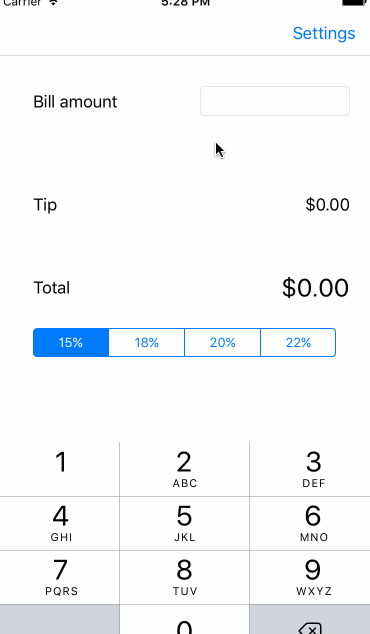 Carrier 5:28 PM
Settings
Bill amount
Tip $0.00
Total $0.00
15% 18% 20% 22%
1 2 3
ABC DEF
4 5 6
GHI JKL MNO
7 8 9
PQRS TUV WXYZ
0